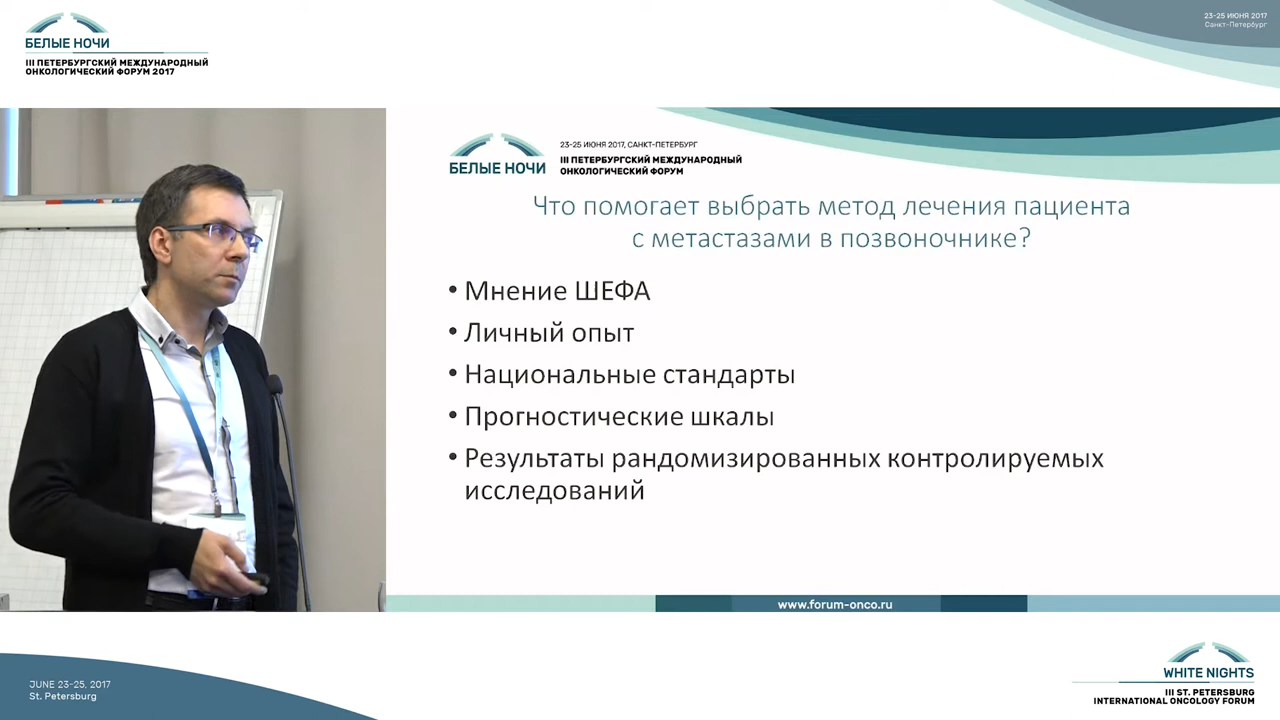 БЕЛЫЕ НОЧИ
III ПЕТЕРБУРГСКИЙ МЕЖДУНАРОДНЫЙ
ОНКОЛОГИЧЕСКИЙ ФОРУМ 2017
23-25 ИЮНЯ 2017
Санкт-Петербург
БЕЛЫЕ НОЧИ
23-25 ИЮНЯ 2017, САНКТ-ПЕТЕРБУРГ
III ПЕТЕРБУРГСКИЙ МЕЖДУНАРОДНЫЙ
ОНКОЛОГИЧЕСКИЙ ФОРУМ
Что помогает выбрать метод лечения пациента
с метастазами в позвоночнике?
• Мнение ШЕФА
• Личный опыт
• Национальные стандарты
• Прогностические шкалы
• Результаты рандомизированных контролируемых
исследований
www.forum-onco.ru
JUNE 23-25, 2017
St. Petersburg
WHITE NIGHTS
III ST. PETERSBURG
INTERNATIONAL ONCOLOGY FORUM